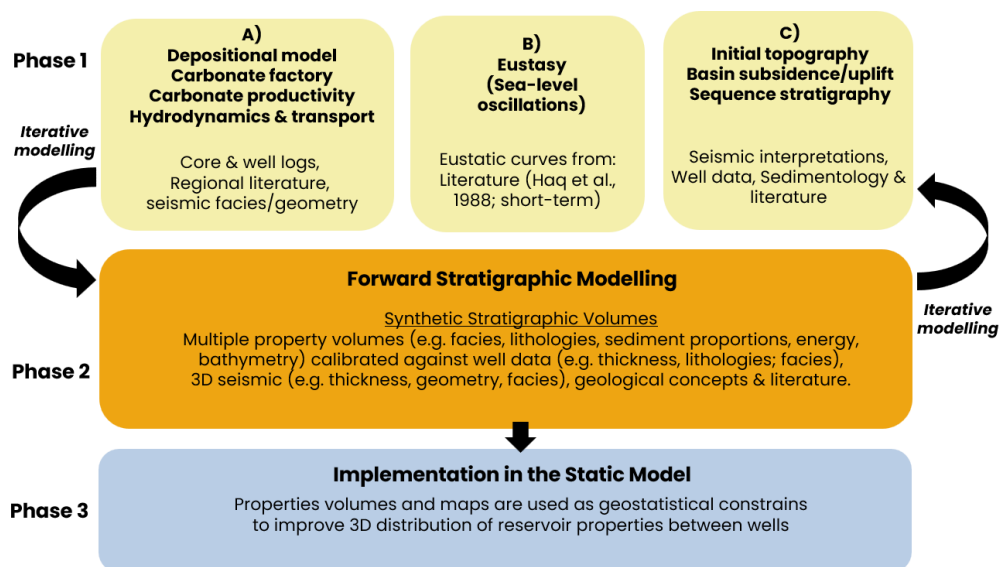 Phase 1
A)
Depositional model
Carbonate factory
Carbonate productivity
Hydrodynamics & transport
Core & well logs,
Regional literature,
seismic facies/geometry
B)
Eustasy
(Sea-level
oscillations)
Eustatic curves from:
Literature (Haq et al.,
1988; short-term)
C)
Initial topography
Basin subsidence/uplift
Sequence stratigraphy
Seismic interpretations,
Well data, Sedimentology &
literature
Iterative
modelling
Phase 2
Forward Stratigraphic Modelling
Synthetic Stratigraphic Volumes
Multiple property volumes (e.g. facies, lithologies, sediment proportions, energy,
bathymetry) calibrated against well data (e.g. thickness, lithologies; facies),
3D seismic (e.g. thickness, geometry, facies), geological concepts & literature.
Iterative
modelling
Phase 3
Implementation in the Static Model
Properties volumes and maps are used as geostatistical constrains
to improve 3D distribution of reservoir properties between wells